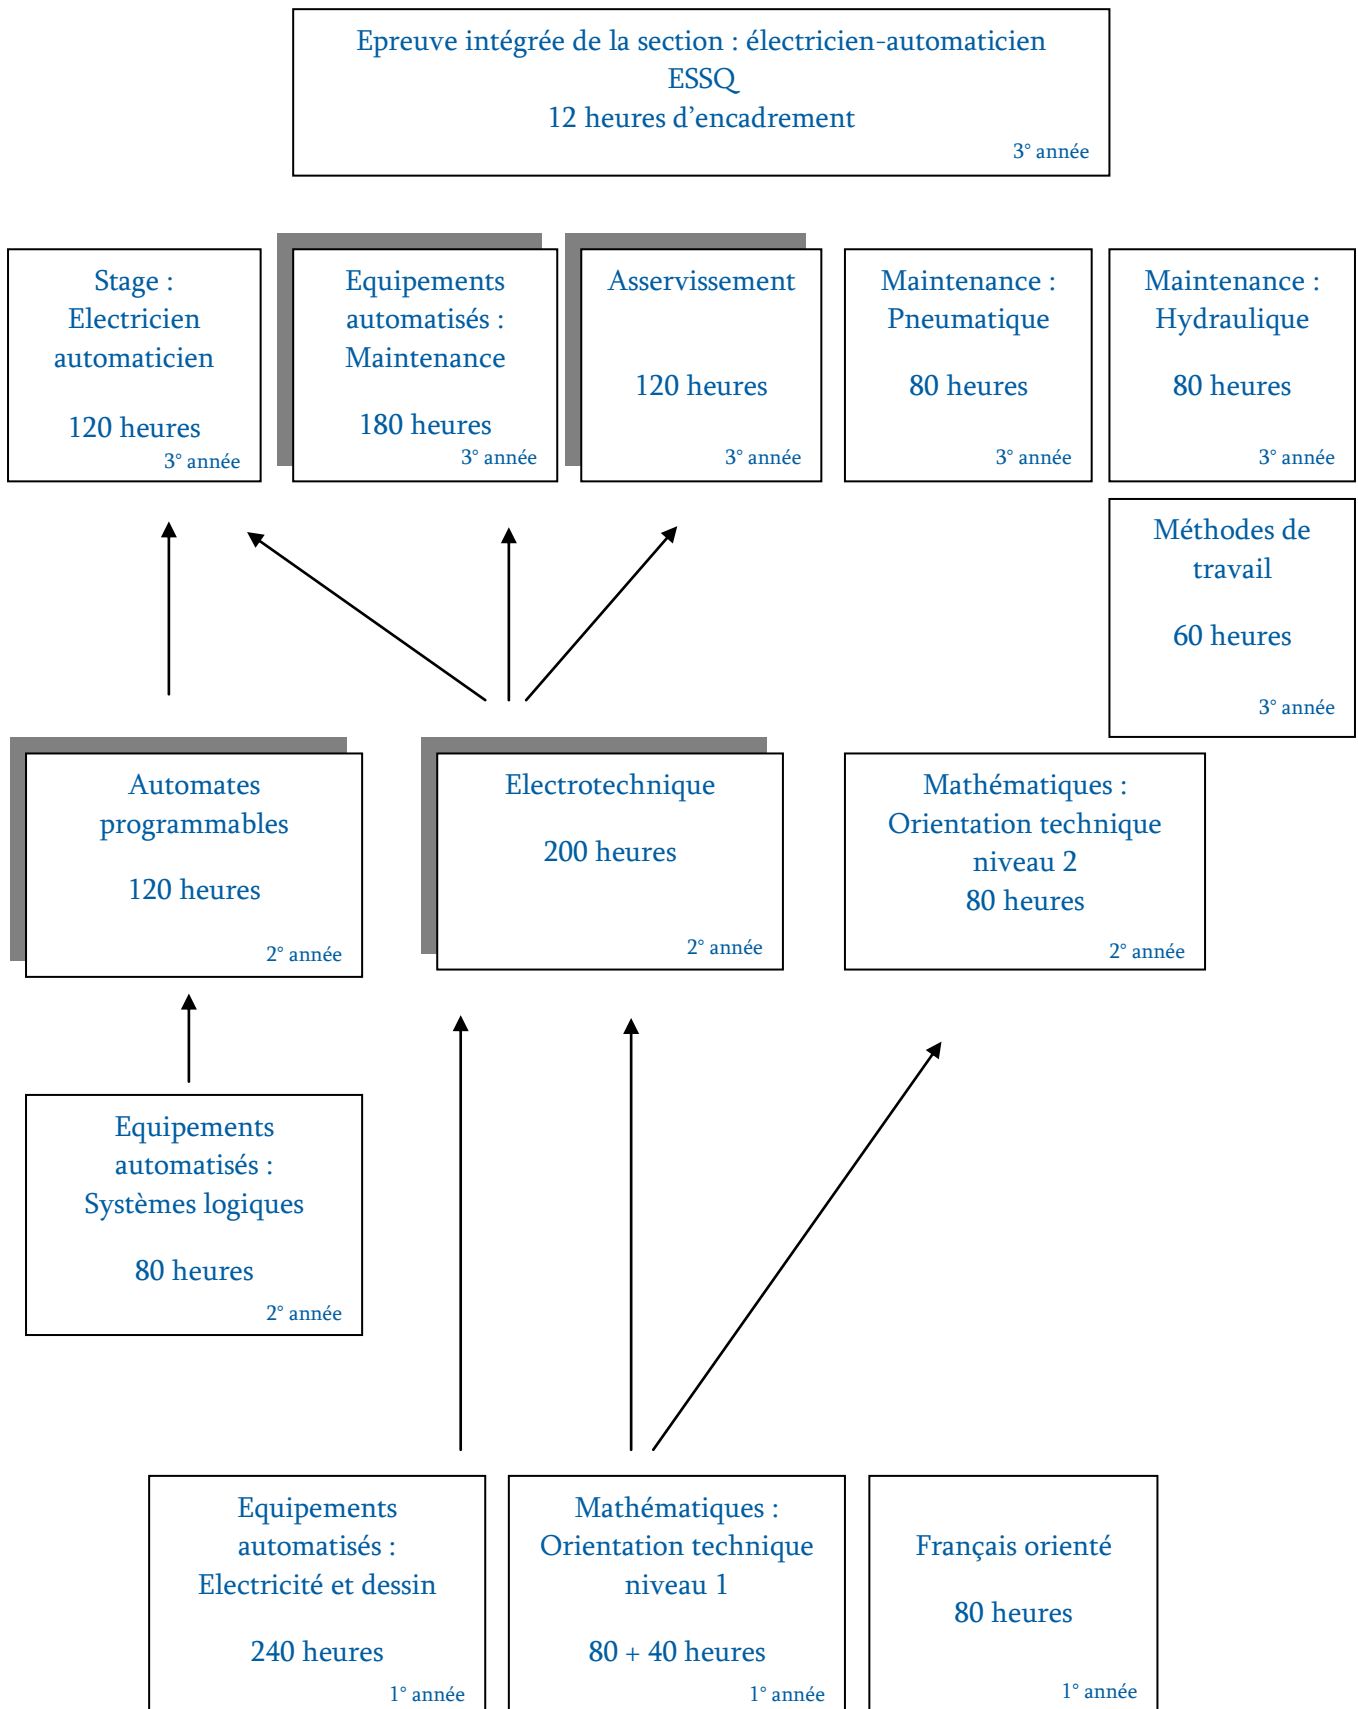 Epreuve intégrée de la section : électricien-automaticien
ESSQ
12 heures d’encadrement
3° année
Stage :
Electricien
automaticien
120 heures
3° année
Equipements
automatisés :
Maintenance
180 heures
3° année
Asservissement
120 heures
3° année
Maintenance :
Pneumatique
80 heures
3° année
Maintenance :
Hydraulique
80 heures
3° année
Méthodes de
travail
60 heures
3° année
Automates
programmables
120 heures
2° année
Electrotechnique
200 heures
2° année
Mathématiques :
Orientation technique
niveau 2
80 heures
2° année
Equipements
automatisés :
Systèmes logiques
80 heures
2° année
Equipements
automatisés :
Electricité et dessin
240 heures
1° année
Mathématiques :
Orientation technique
niveau 1
80 + 40 heures
1° année
Français orienté
80 heures
1° année